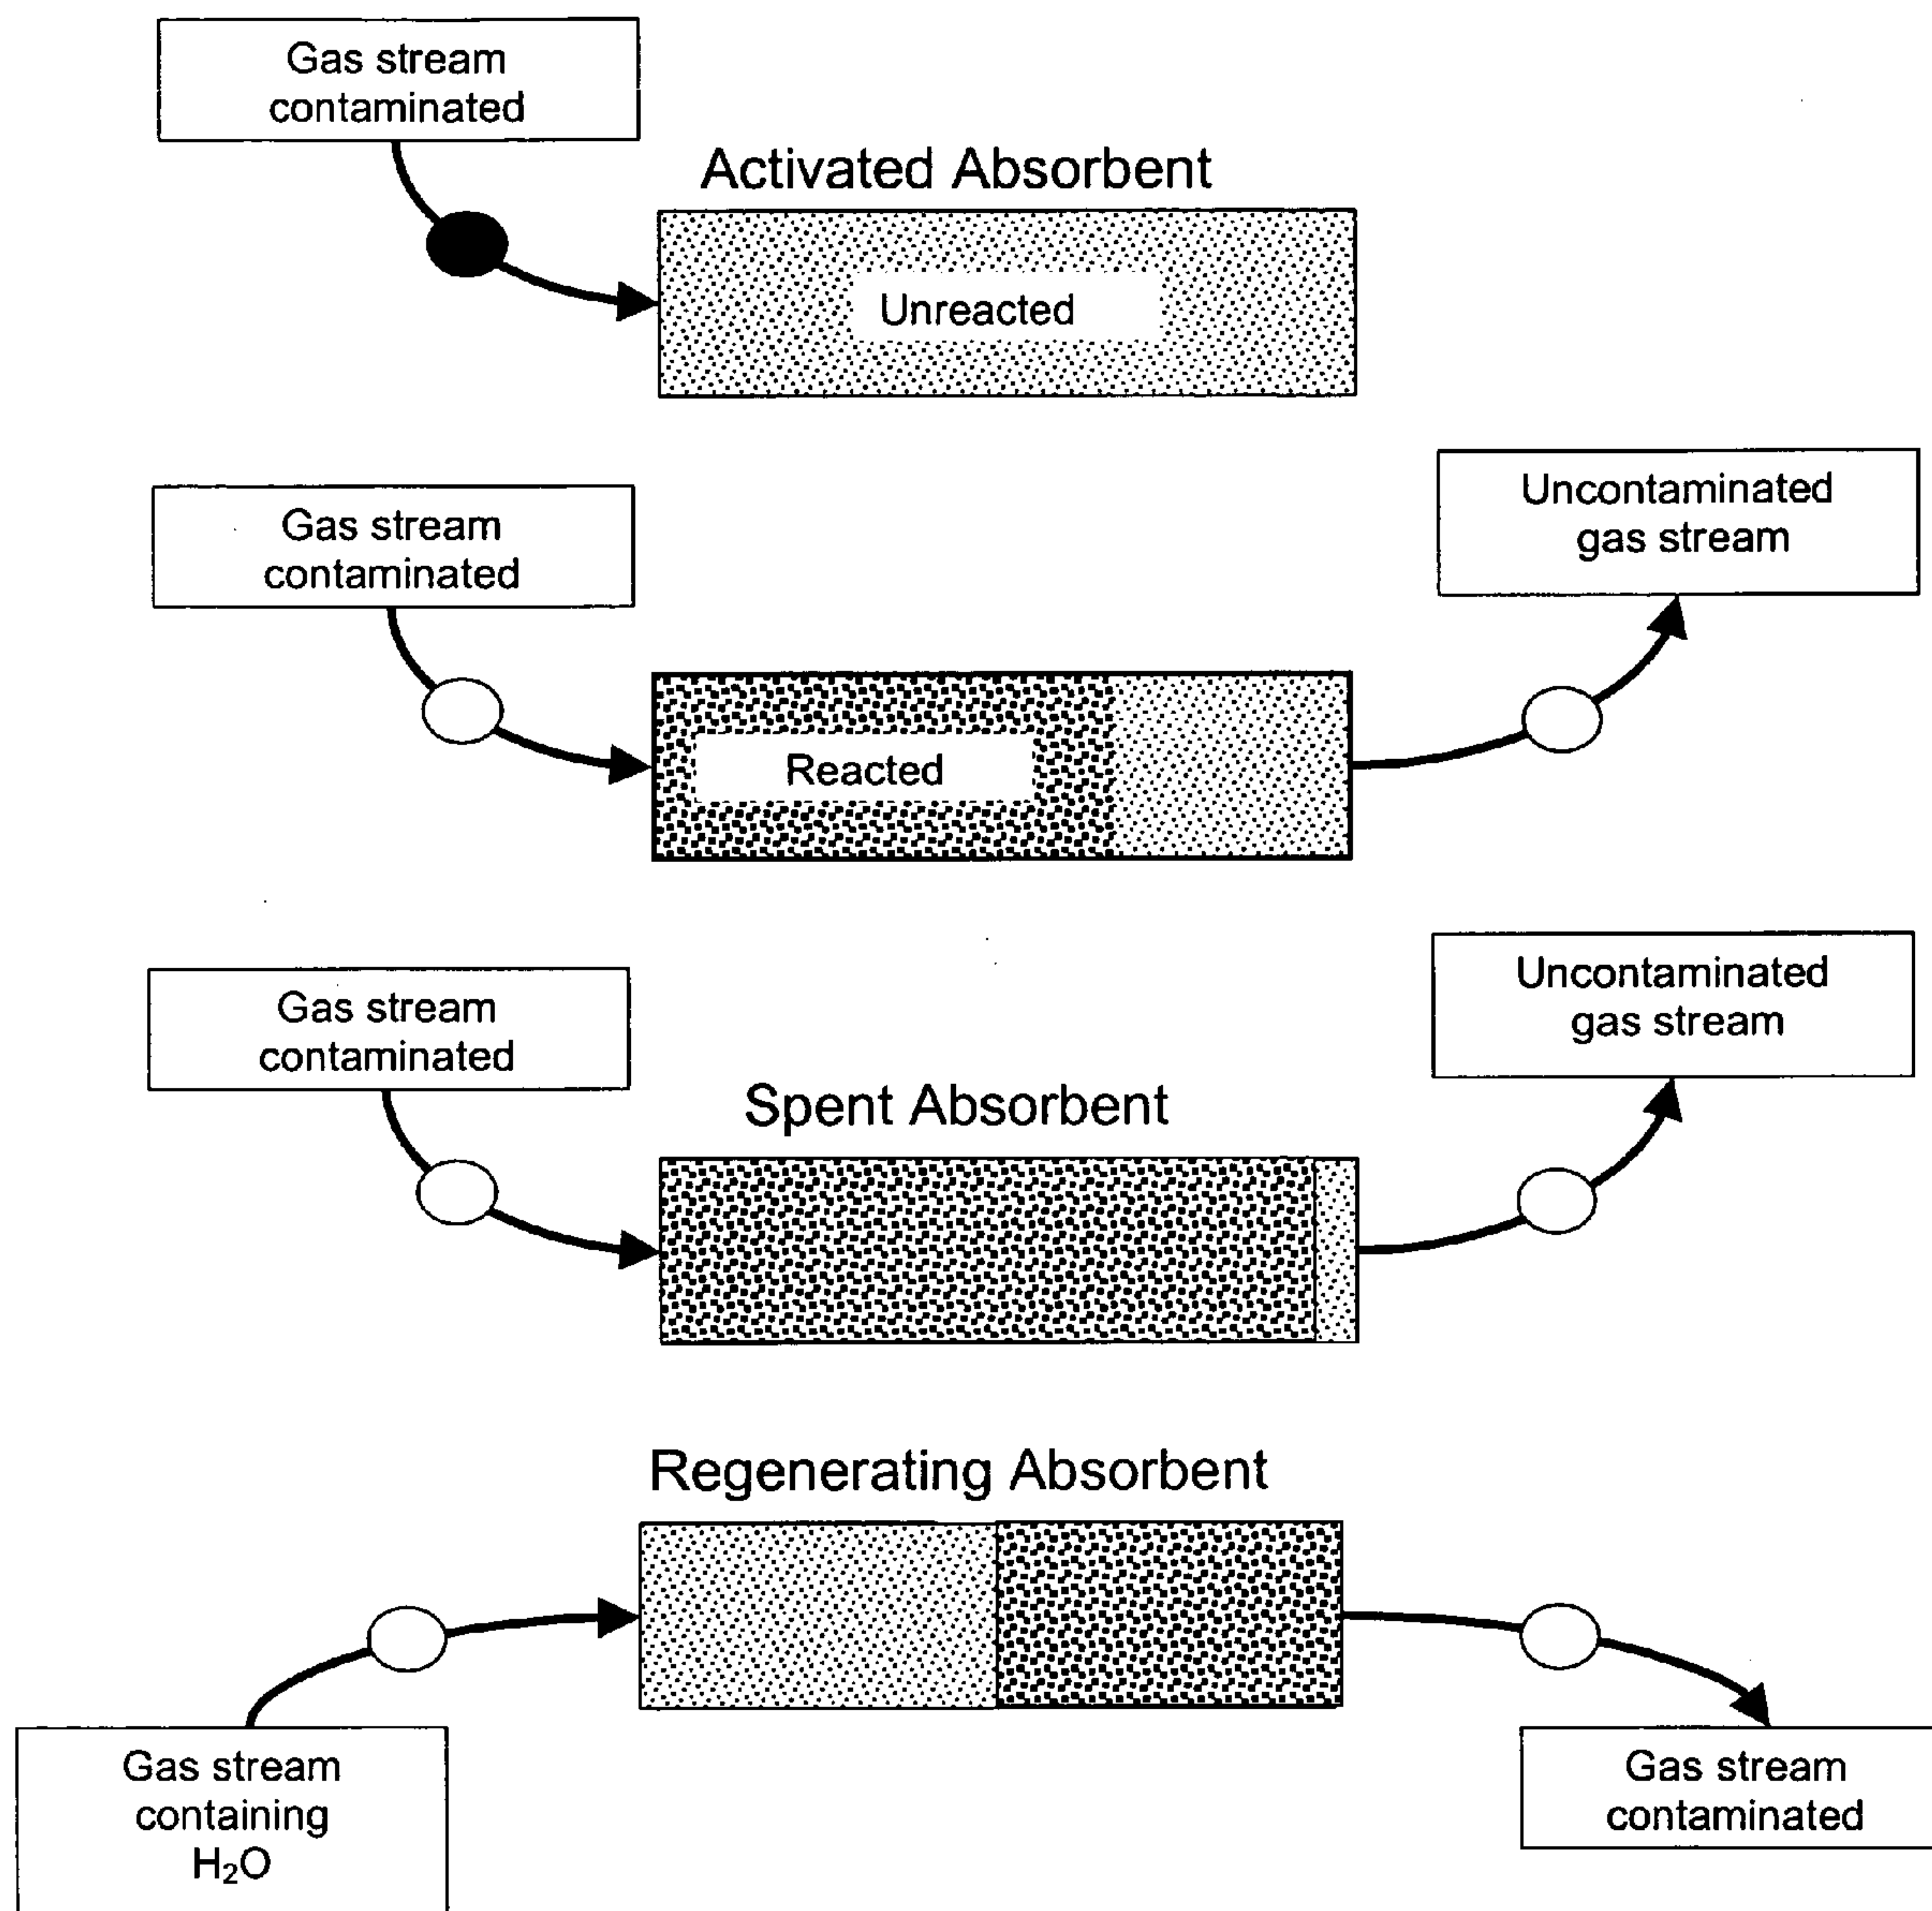 Gas stream
contaminated
Activated Absorbent
Unreacted
Gas stream
contaminated
Uncontaminated
gas stream
Reacted
Gas stream
contaminated
Uncontaminated
gas stream
Spent Absorbent
Regenerating Absorbent
Gas stream
containing
H₂O
Gas stream
contaminated